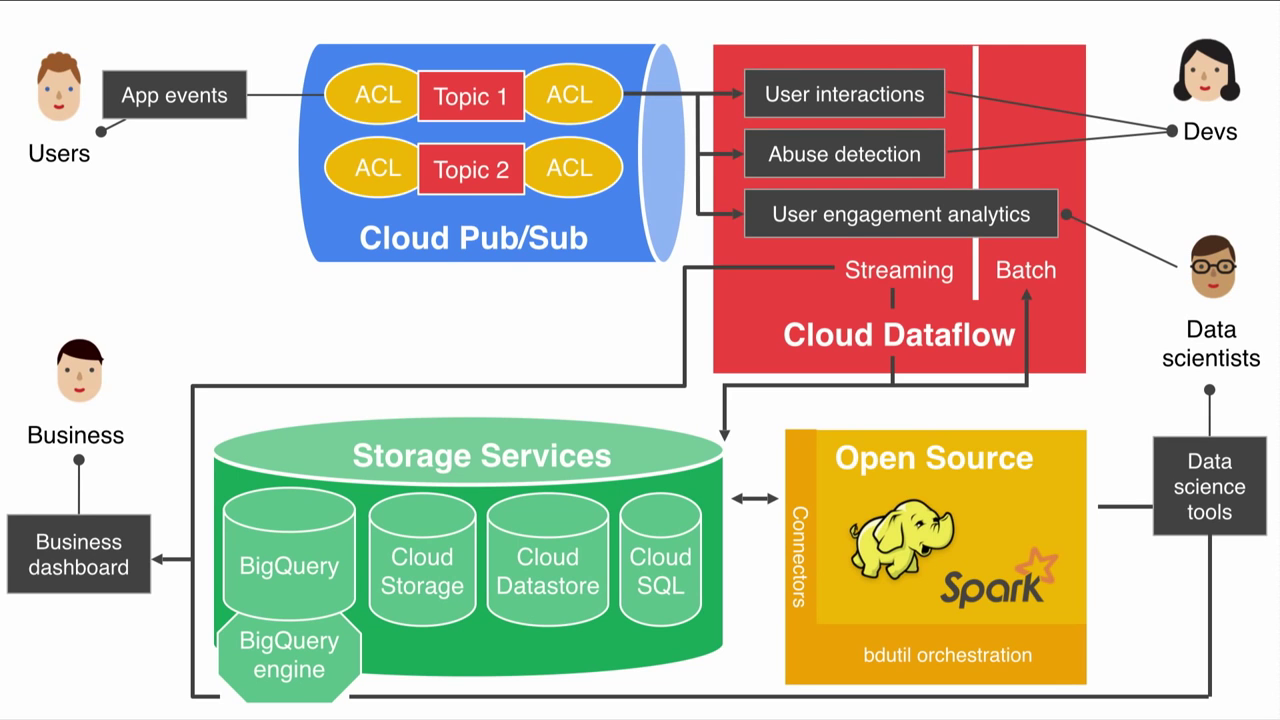 App events
Users
ACL
Topic 1
ACL
ACL
Topic 2
ACL
Cloud Pub/Sub
User interactions
Abuse detection
User engagement analytics
Streaming
Batch
Cloud Dataflow
Devs
Data
scientists
Business
Business
dashboard
Storage Services
BigQuery
Cloud
Storage
Cloud
Datastore
Cloud
SQL
BigQuery
engine
Open Source
Connectors
Spark
bdutil orchestration
Data
science
tools